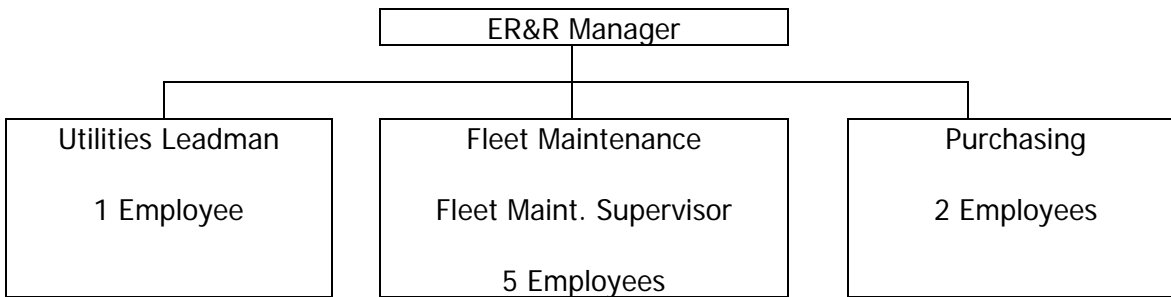 ER&R Manager
Utilities Leadman
1 Employee
Fleet Maintenance
Fleet Maint. Supervisor
5 Employees
Purchasing
2 Employees